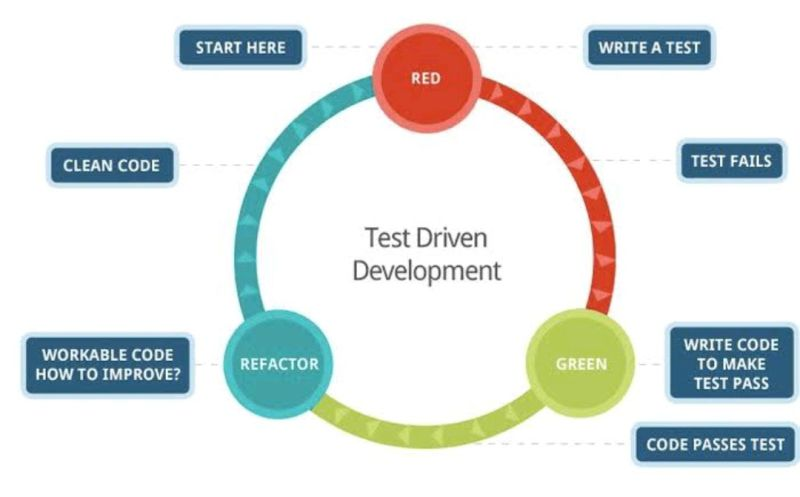 START HERE
RED
WRITE A TEST
CLEAN CODE
TEST FAILS
Test Driven
Development
WORKABLE CODE
HOW TO IMPROVE?
REFACTOR
GREEN
WRITE CODE
TO MAKE
TEST PASS
CODE PASSES TEST